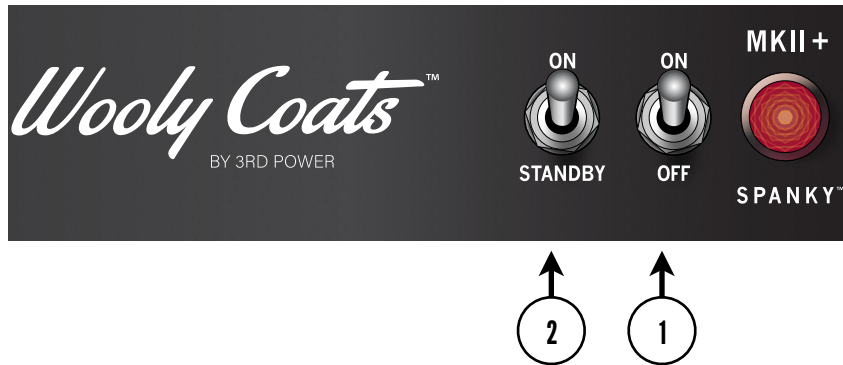 Wooly Coats™
BY 3RD POWER
ON
STANDBY
ON
OFF
MKII +
SPANKY™
2
1